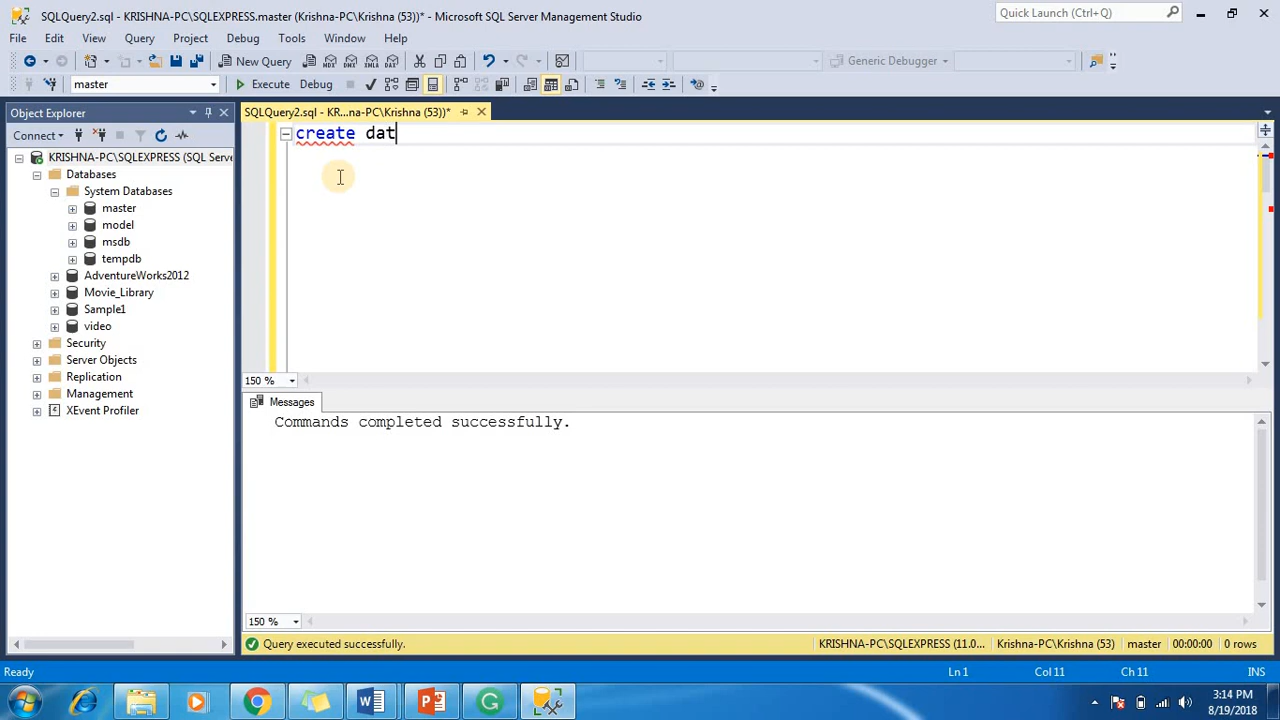 SQLQuery2.sql - KRISHNA-PC\SQLEXPRESS.master (Krishna-PC\Krishna (53))* - Microsoft SQL Server Management Studio
Quick Launch (Ctrl+Q)
File Edit View Query Project Debug Tools Window Help
New Query MDX DMX XMLA DAX Generic Debugger
master Execute Debug
Object Explorer
SQLQuery2.sql - KR...na-PC\Krishna (53))*
Connect
create dat
KRISHNA-PC\SQLEXPRESS (SQL Serve
Databases
System Databases
master
model
msdb
tempdb
AdventureWorks2012
Movie_Library
Sample1
video
Security
Server Objects
Replication
Management
XEvent Profiler
150 %
Messages
Commands completed successfully.
150 %
Query executed successfully. KRISHNA-PC\SQLEXPRESS (11.0... Krishna-PC\Krishna (53) master 00:00:00 0 rows
Ready Ln 1 Col 11 Ch 11 INS
3:14 PM
8/19/2018